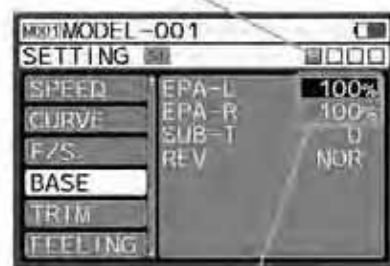 M001 MODEL-001
SETTING
SPEED
CURVE
F/S
BASE
TRIM
FEELING
EPA-L 100%
EPA-R 100%
SUB-T 0
REV NOR